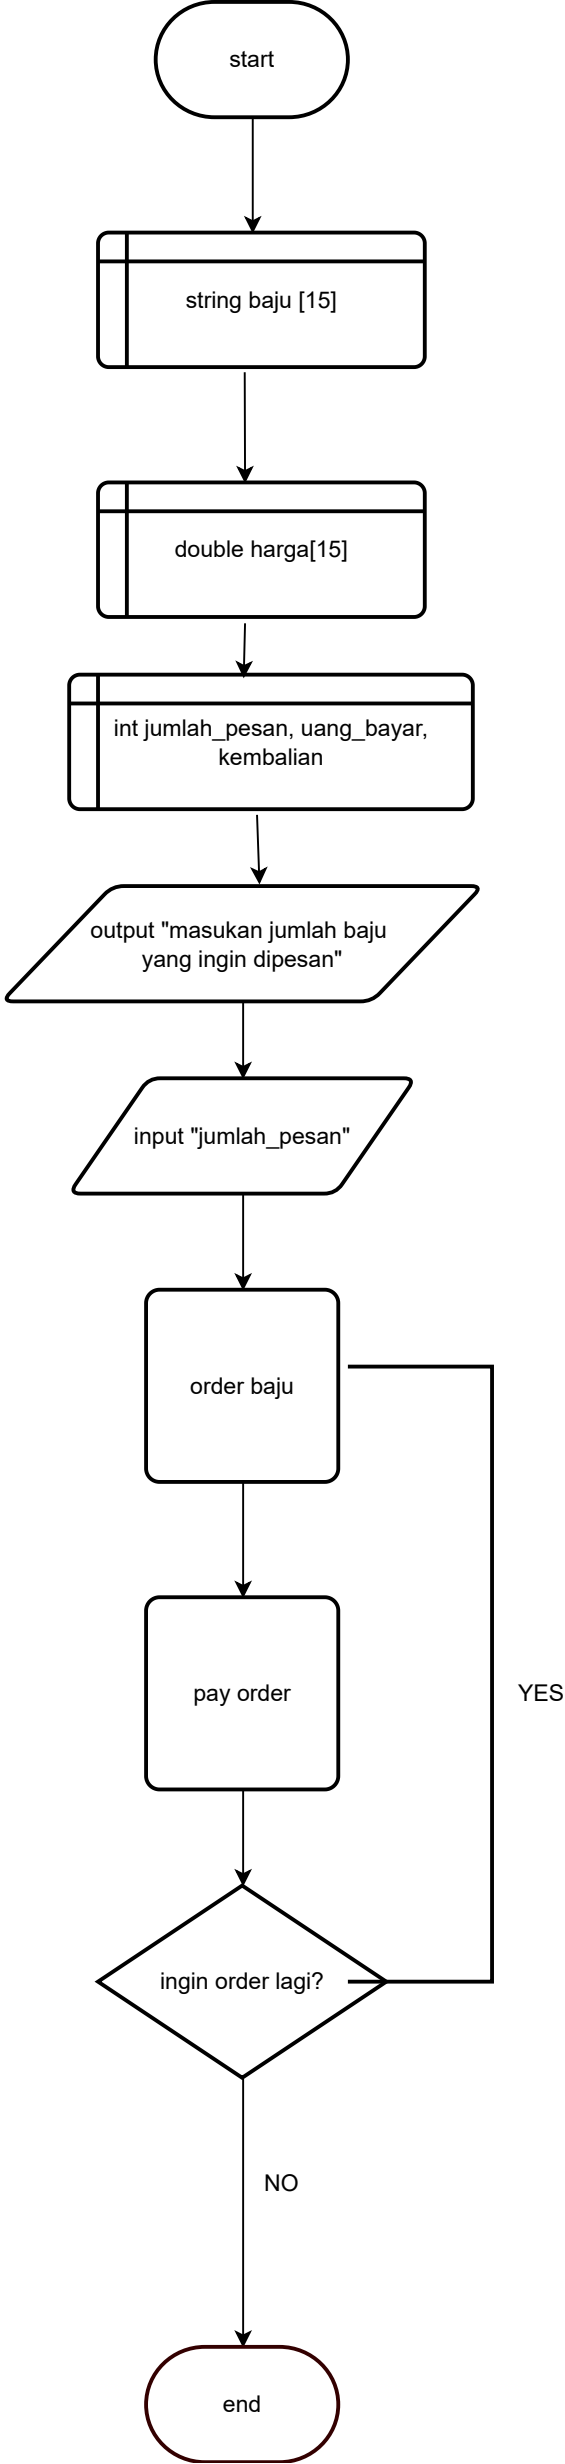 start
string baju [15]
double harga[15]
int jumlah_pesan, uang_bayar,
kembalian
output "masukan jumlah baju
yang ingin dipesan"
input "jumlah_pesan"
order baju
pay order
YES
ingin order lagi?
NO
end